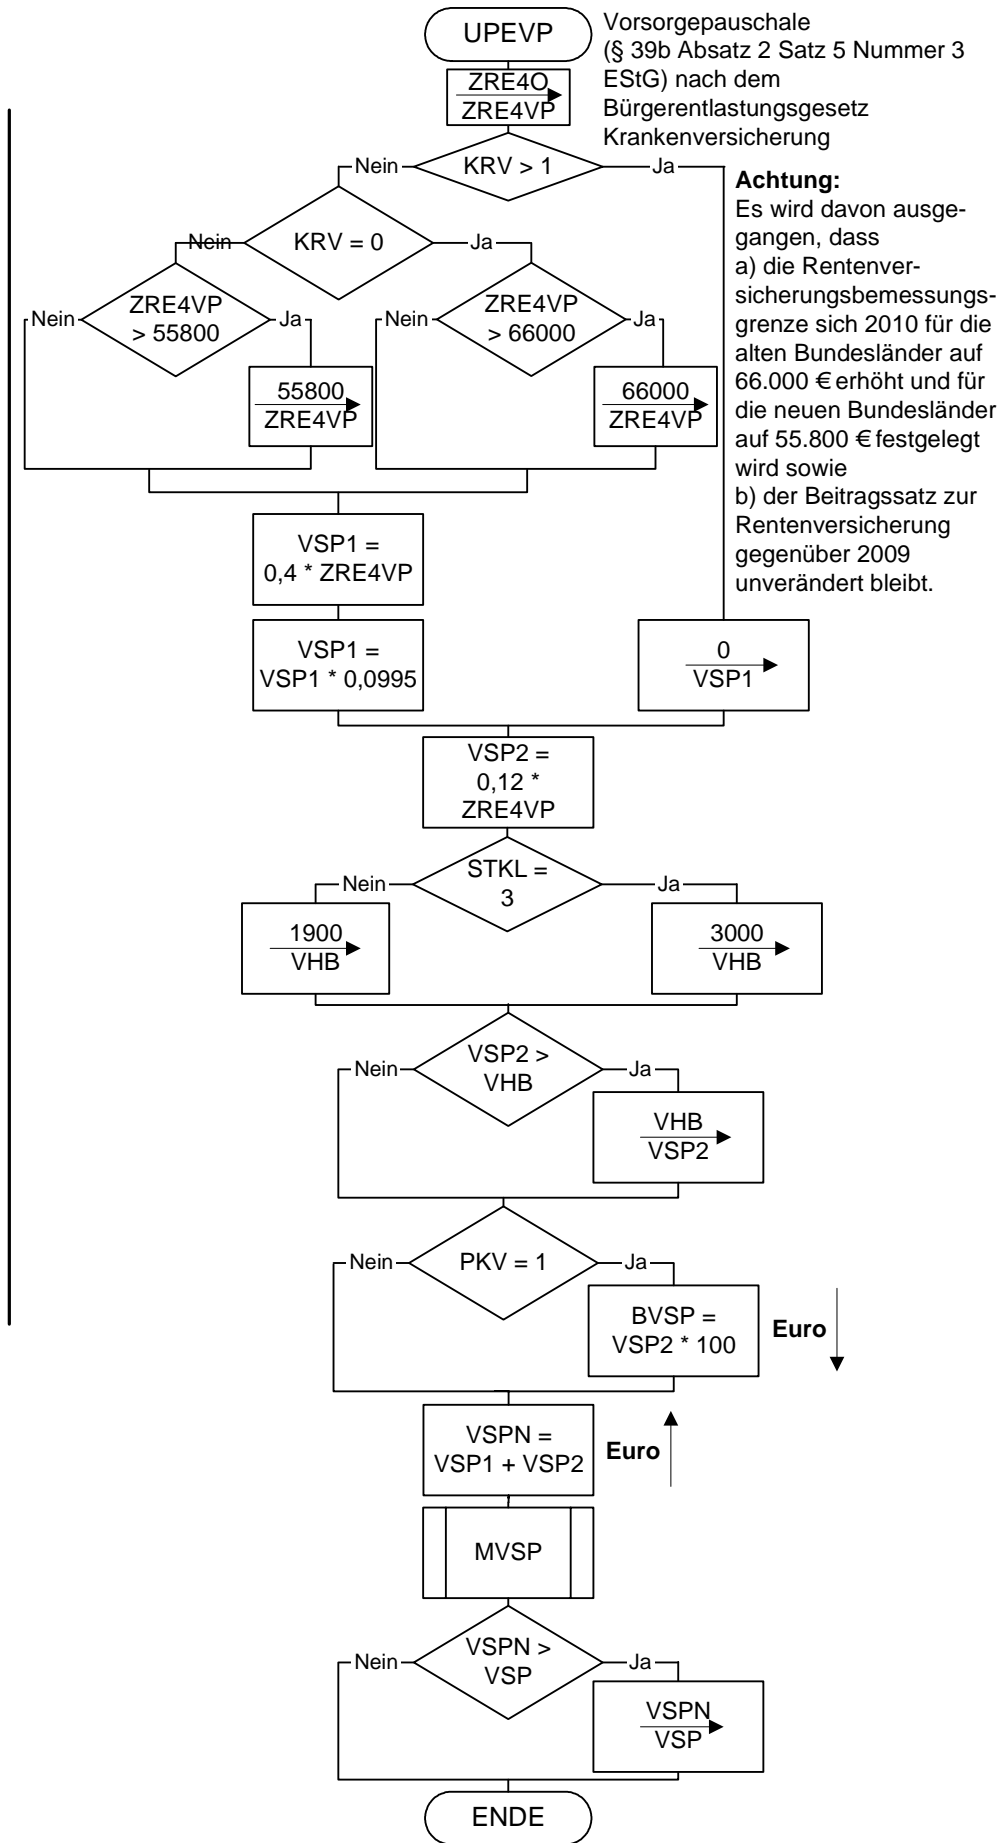 UPEVP
Vorsorgepauschale
(§ 39b Absatz 2 Satz 5 Nummer 3
EStG) nach dem
Bürgerentlastungsgesetz
Krankenversicherung
ZRE4O
ZRE4VP
KRV > 1
Nein
Ja
Achtung:
Es wird davon ausge-
gangen, dass
a) die Rentenver-
sicherungsbemessungs-
grenze sich 2010 für die
alten Bundesländer auf
66.000 € erhöht und für
die neuen Bundesländer
auf 55.800 € festgelegt
wird sowie
b) der Beitragssatz zur
Rentenversicherung
gegenüber 2009
unverändert bleibt.
KRV = 0
Nein
Ja
ZRE4VP
> 55800
Nein
Ja
ZRE4VP
> 66000
Nein
Ja
55800
ZRE4VP
66000
ZRE4VP
VSP1 =
0,4 * ZRE4VP
VSP1 =
VSP1 * 0,0995
0
VSP1
VSP2 =
0,12 *
ZRE4VP
STKL =
3
Nein
Ja
1900
VHB
3000
VHB
VSP2 >
VHB
Nein
Ja
VHB
VSP2
PKV = 1
Nein
Ja
BVSP =
VSP2 * 100
Euro
VSPN =
VSP1 + VSP2
Euro
MVSP
VSPN >
VSP
Nein
Ja
VSPN
VSP
ENDE